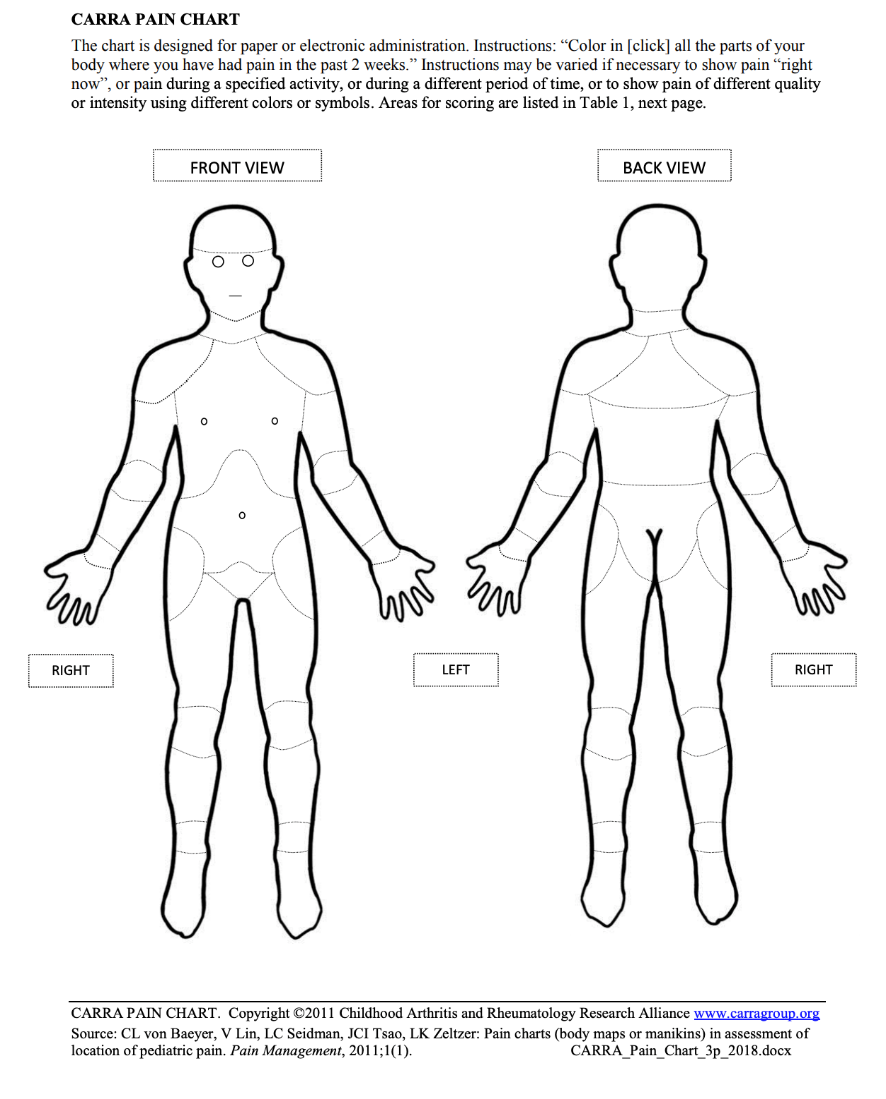 CARRA PAIN CHART
The chart is designed for paper or electronic administration. Instructions: “Color in [click] all the parts of your
body where you have had pain in the past 2 weeks.” Instructions may be varied if necessary to show pain “right
now”, or pain during a specified activity, or during a different period of time, or to show pain of different quality
or intensity using different colors or symbols. Areas for scoring are listed in Table 1, next page.
FRONT VIEW
BACK VIEW
RIGHT
LEFT
RIGHT
CARRA PAIN CHART. Copyright ©2011 Childhood Arthritis and Rheumatology Research Alliance www.carragroup.org
Source: CL von Baeyer, V Lin, LC Seidman, JCI Tsao, LK Zeltzer: Pain charts (body maps or manikins) in assessment of
location of pediatric pain. Pain Management, 2011;1(1). CARRA_Pain_Chart_3p_2018.docx